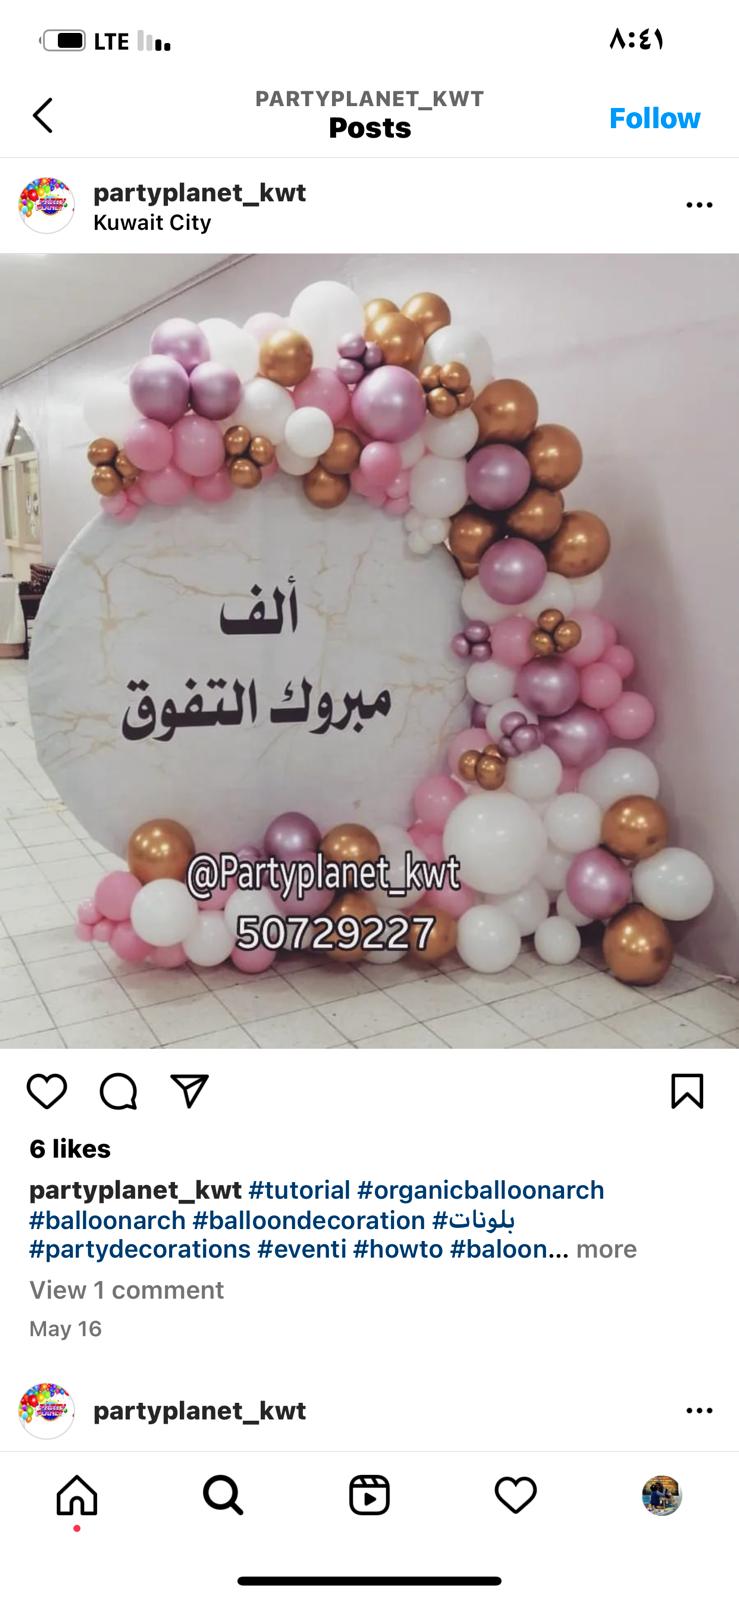 LTE
٨:٤١
PARTYPLANET_KWT
Posts
Follow
partyplanet_kwt
Kuwait City
ألف
مبروك التفوق
@Partyplanet_kwt
50729227
6 likes
partyplanet_kwt #tutorial #organicballoonarch
#balloonarch #balloondecoration #بلونات
#partydecorations #eventi #howto #baloon... more
View 1 comment
May 16
partyplanet_kwt